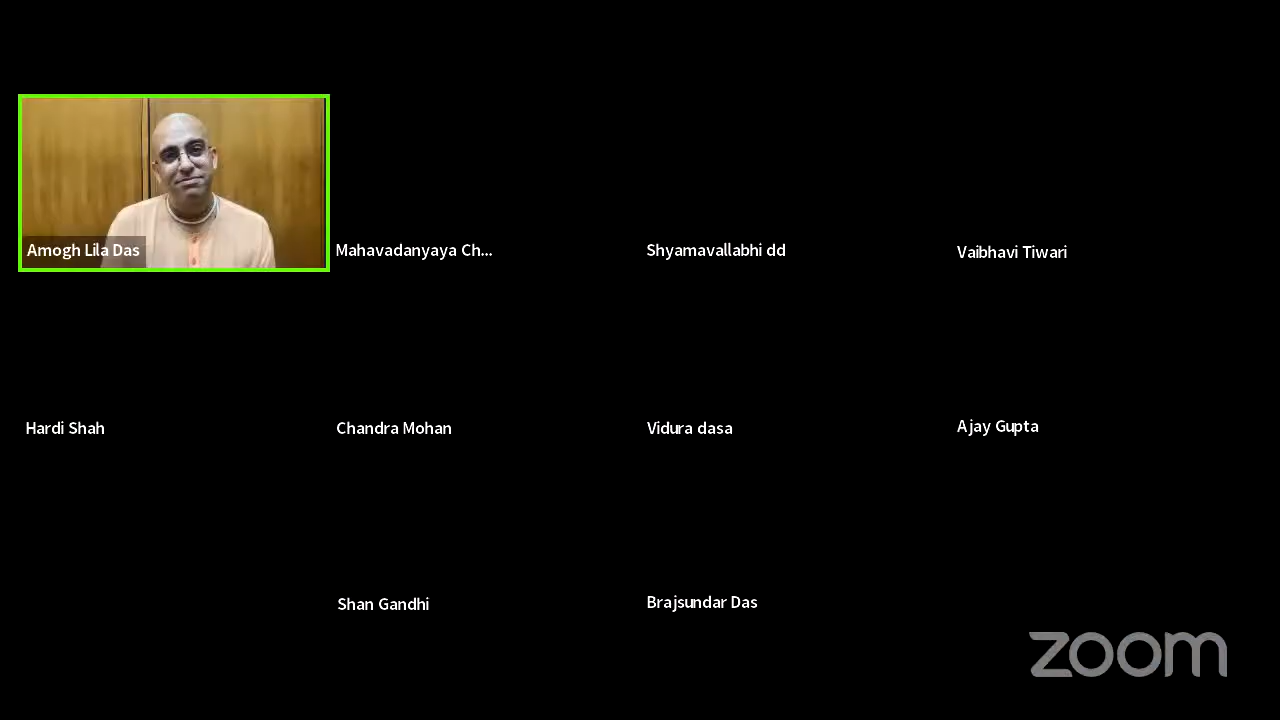 Amogh Lila Das
Mahavadanyaya Ch...
Shyamavallabhi dd
Vaibhavi Tiwari
Hardi Shah
Chandra Mohan
Vidura dasa
Ajay Gupta
Shan Gandhi
Brajsundar Das
zoom